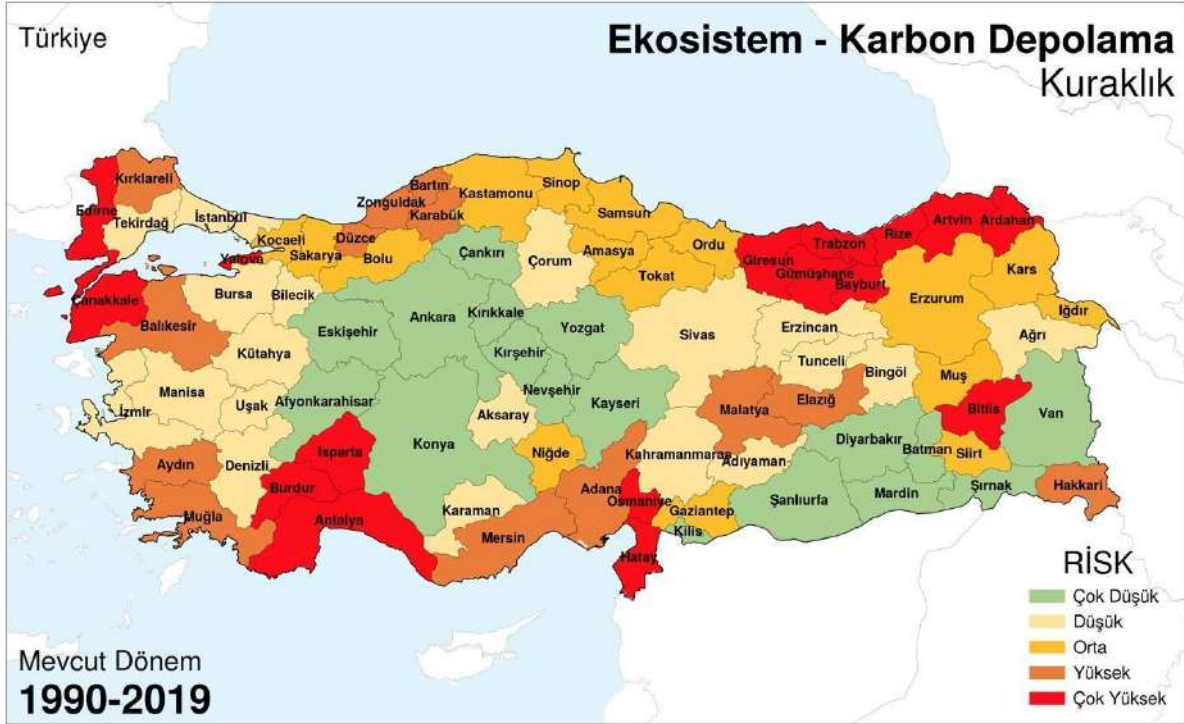 Türkiye
Ekosistem - Karbon Depolama
Kuraklık
Kırklareli
Edirne
Tekirdağ
İstanbul
Kocaeli
Yalova
Sakarya
Düzce
Bolu
Zonguldak
Bartın
Karabük
Kastamonu
Sinop
Samsun
Çankırı
Çorum
Amasya
Tokat
Ordu
Giresun
Trabzon
Gümüşhane
Bayburt
Rize
Artvin
Ardahan
Kars
Erzurum
Iğdır
Ağrı
Çanakkale
Balıkesir
Bursa
Bilecik
Eskişehir
Ankara
Kırıkkale
Yozgat
Kırşehir
Sivas
Erzincan
Tunceli
Bingöl
Muş
Bitlis
Van
Kütahya
Manisa
İzmir
Uşak
Afyonkarahisar
Konya
Aksaray
Nevşehir
Kayseri
Niğde
Malatya
Elazığ
Diyarbakır
Batman
Siirt
Şırnak
Hakkari
Mardin
Şanlıurfa
Adıyaman
Kahramanmaraş
Gaziantep
Kilis
Osmaniye
Hatay
Adana
Mersin
Karaman
Isparta
Burdur
Antalya
Denizli
Aydın
Muğla
RİSK
Çok Düşük
Düşük
Orta
Yüksek
Çok Yüksek
Mevcut Dönem
1990-2019